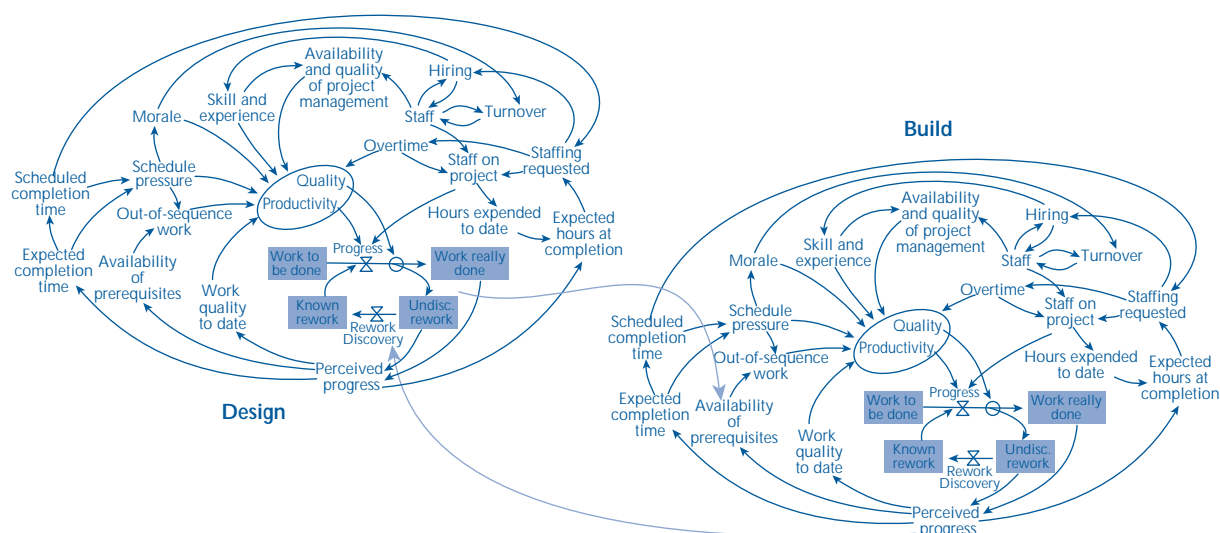 Availability
and quality
of project
management
Hiring
Skill and
experience
Morale
Staff
Turnover
Overtime
Staffing
requested
Staff on
project
Schedule
pressure
Scheduled
completion
time
Quality
Productivity
Out-of-sequence
work
Hours expended
to date
Expected
hours at
completion
Expected
completion
time
Availability
of
prerequisites
Progress
Work to
be done
Work really
done
Work
quality
to date
Known
rework
Undisc.
rework
Rework
Discovery
Perceived
progress
Design
Build
Availability
and quality
of project
management
Hiring
Skill and
experience
Morale
Staff
Turnover
Overtime
Staffing
requested
Staff on
project
Schedule
pressure
Scheduled
completion
time
Quality
Productivity
Out-of-sequence
work
Hours expended
to date
Expected
hours at
completion
Expected
completion
time
Availability
of
prerequisites
Progress
Work to
be done
Work really
done
Work
quality
to date
Known
rework
Undisc.
rework
Rework
Discovery
Perceived
progress